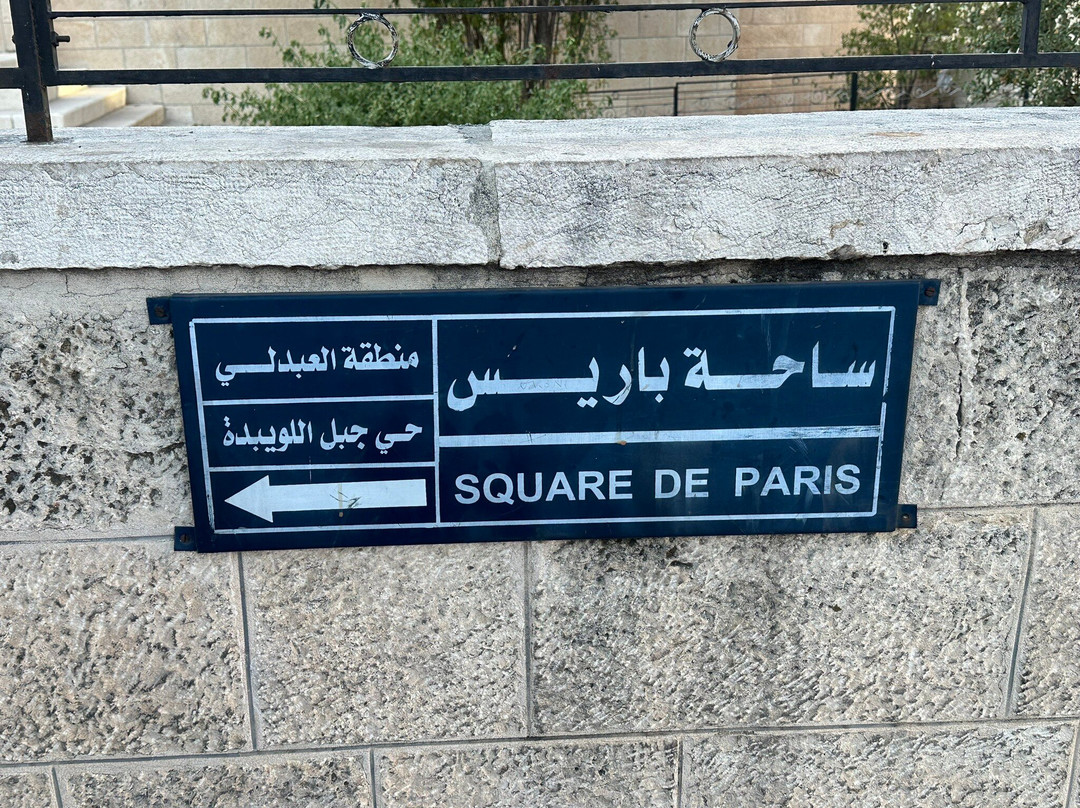 ساحة باريس
SQUARE DE PARIS
منطقة العبدلي
حي جبل اللويبدة